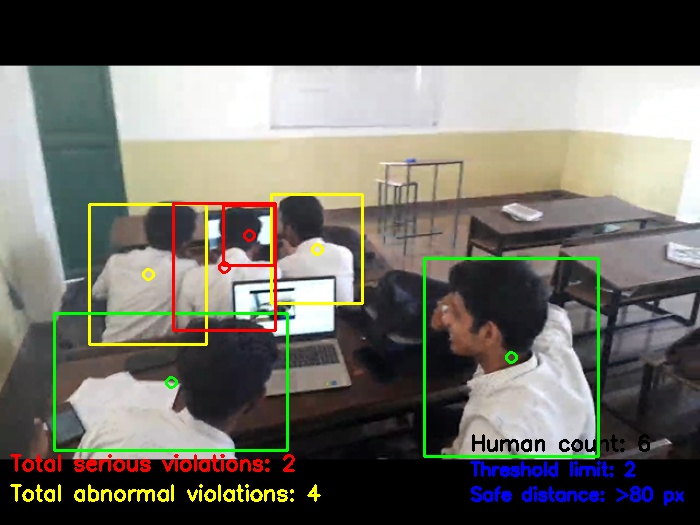 Human count: 6
Total serious violations: 2
Threshold limit: 2
Total abnormal violations: 4
Safe distance: >80 px